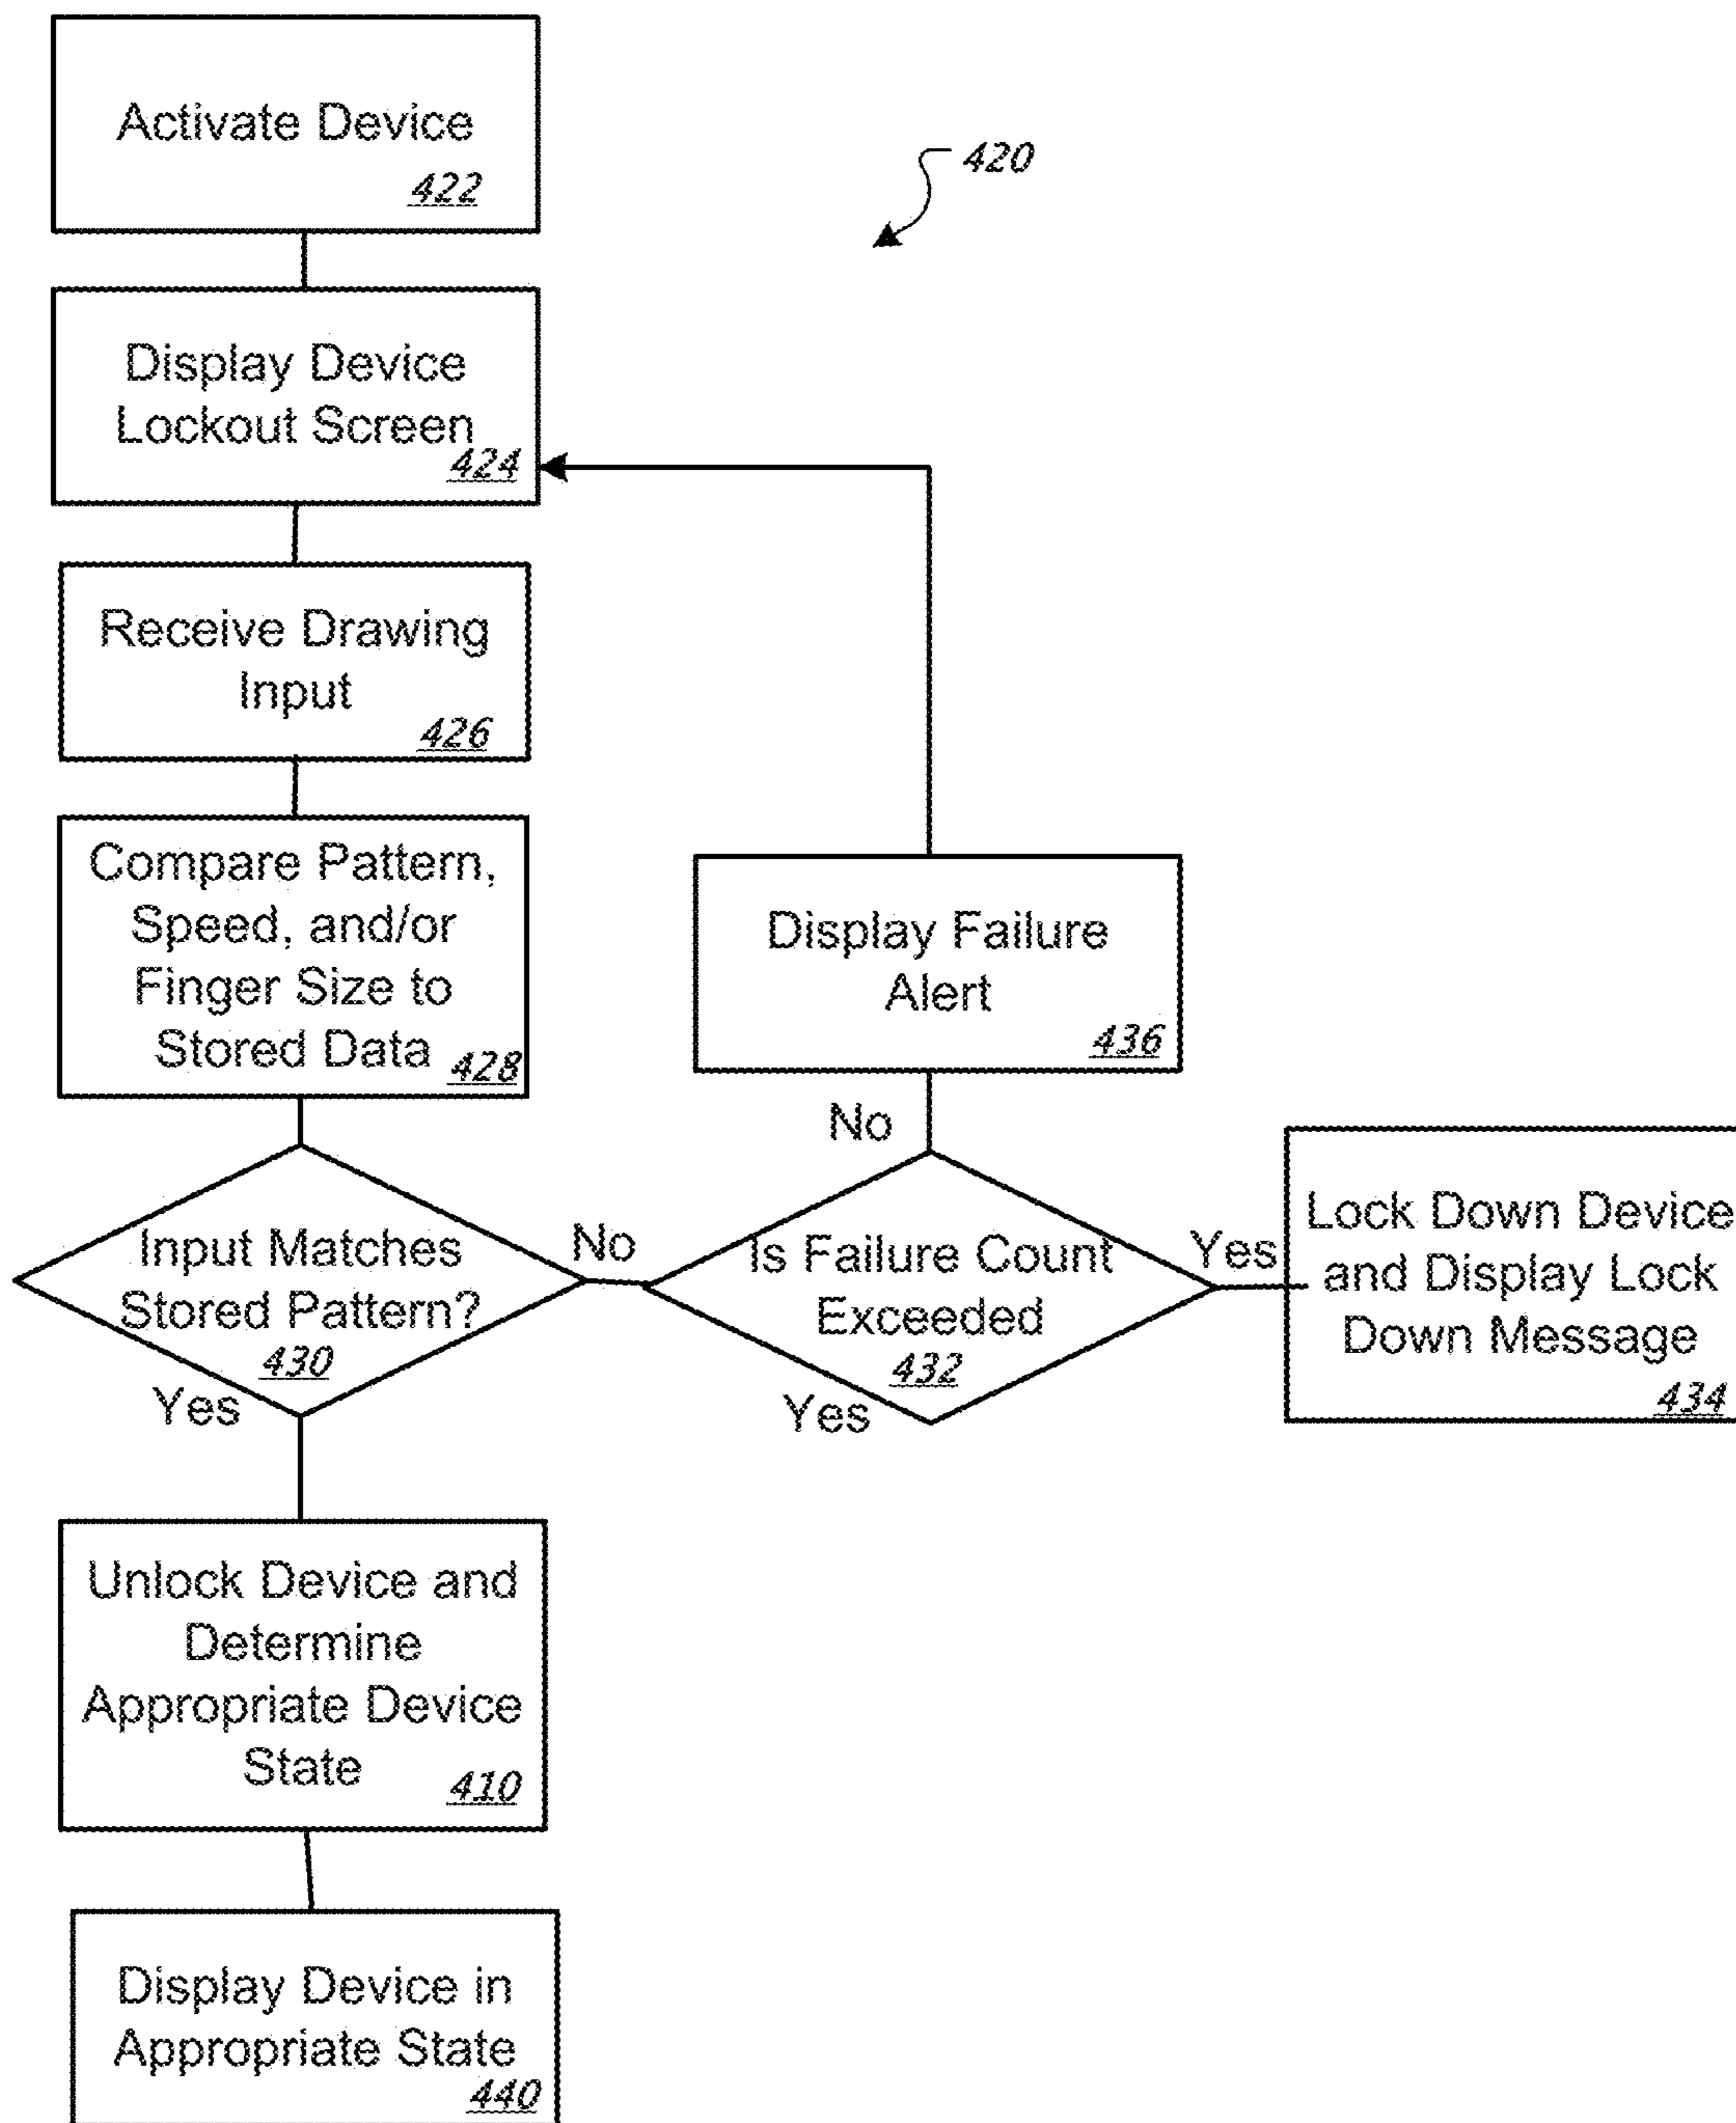 Activate Device
422
420
Display Device
Lockout Screen
424
Receive Drawing
Input
426
Compare Pattern,
Speed, and/or
Finger Size to
Stored Data
428
Display Failure
Alert
436
No
Input Matches
Stored Pattern?
430
No
Yes
Is Failure Count
Exceeded
432
Yes
Yes
Lock Down Device
and Display Lock
Down Message
434
Unlock Device and
Determine
Appropriate Device
State
410
Display Device in
Appropriate State
440